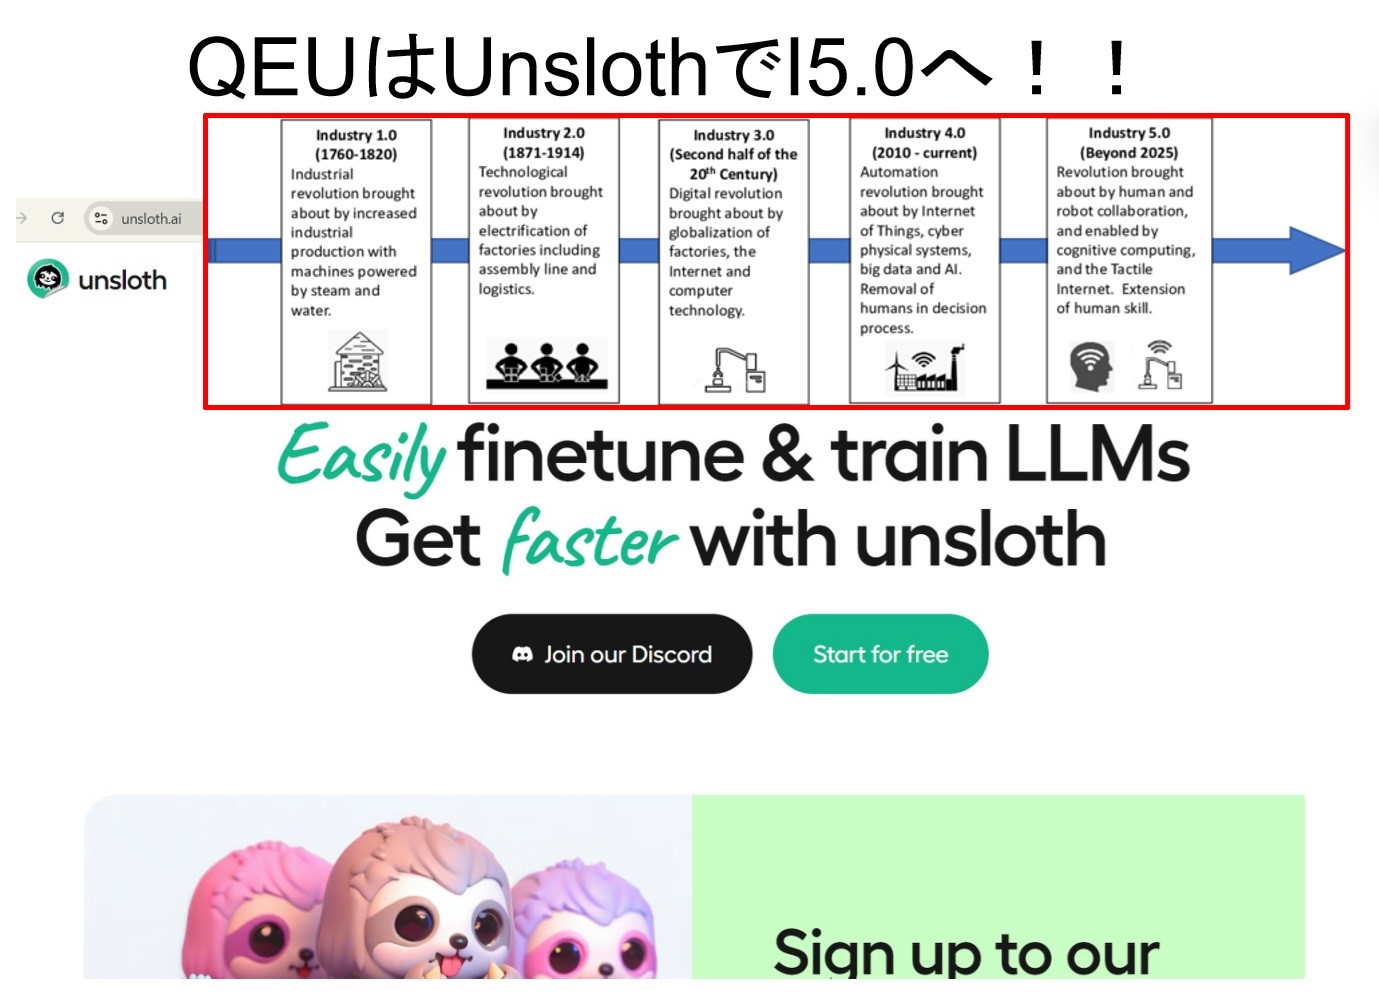 QEUはUnslothでI5.0へ！！
unsloth.ai
unsloth
Industry 1.0
(1760-1820)
Industrial
revolution brought
about by increased
industrial
production with
machines powered
by steam and
water.
Industry 2.0
(1871-1914)
Technological
revolution brought
about by
electrification of
factories including
assembly line and
logistics.
Industry 3.0
(Second half of the
20th Century)
Digital revolution
brought about by
globalization of
factories, the
Internet and
computer
technology.
Industry 4.0
(2010 - current)
Automation
revolution brought
about by Internet
of Things, cyber
physical systems,
big data and AI.
Removal of
humans in decision
process.
Industry 5.0
(Beyond 2025)
Revolution brought
about by human and
robot collaboration,
and enabled by
cognitive computing,
and the Tactile
Internet. Extension
of human skill.
Easily finetune & train LLMs
Get faster with unsloth
Join our Discord
Start for free
Sign up to our